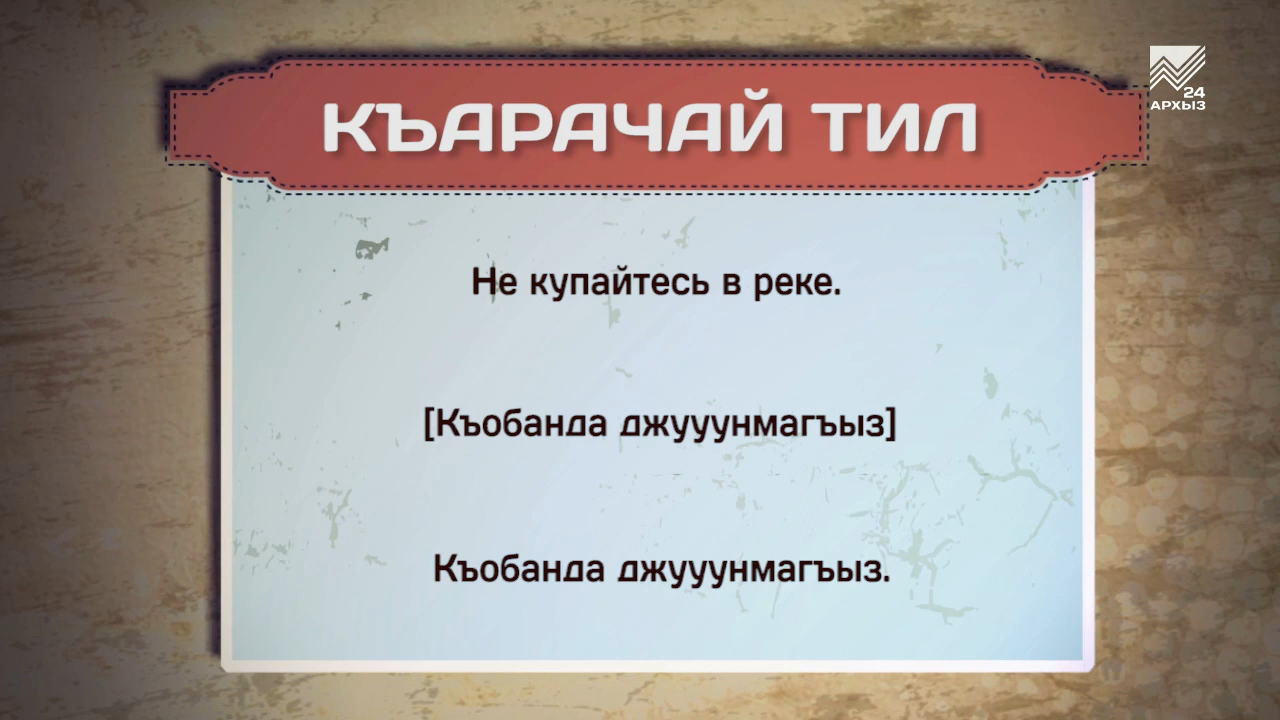 КЪАРАЧАЙ ТИЛ
24
АРХЫЗ
Не купайтесь в реке.
[Къобанда джууунмагъыз]
Къобанда джууунмагъыз.